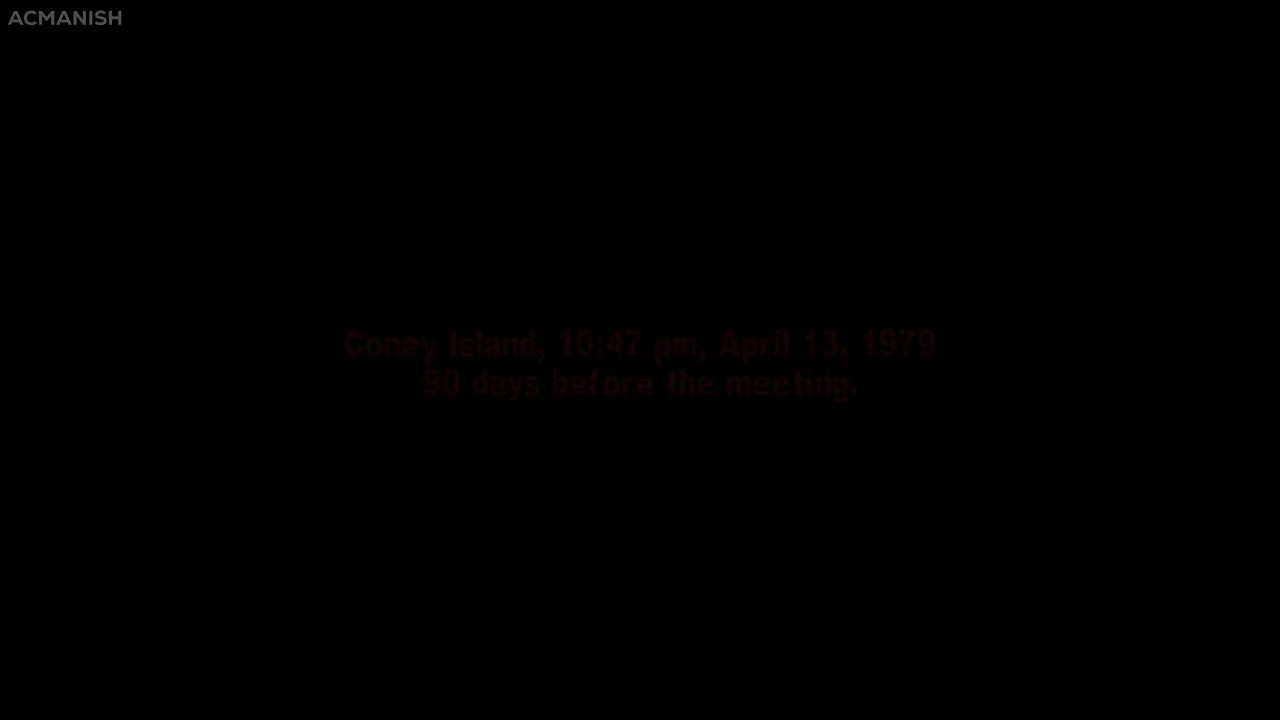 ACMANISH
Coney Island, 10:47 pm, April 13, 1979
90 days before the meeting.